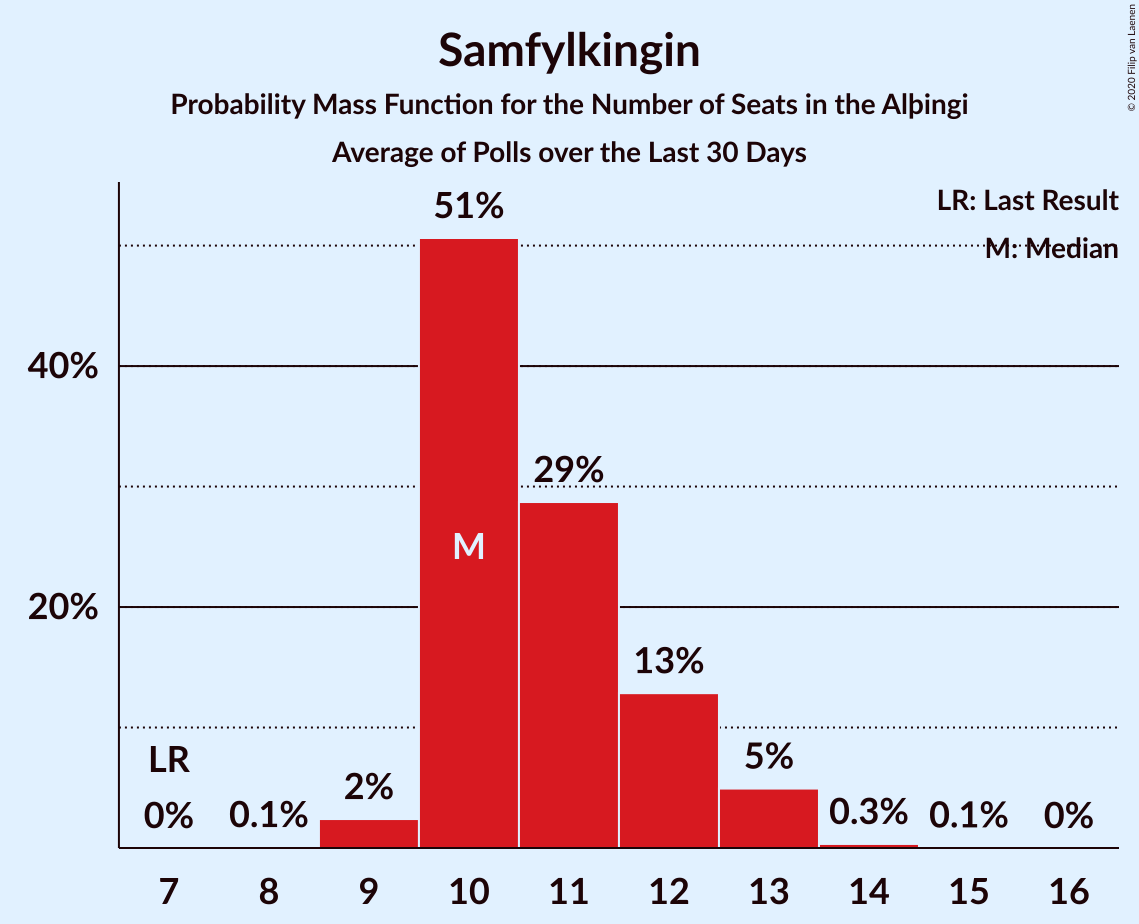 Samfylkingin
Probability Mass Function for the Number of Seats in the Alþingi
Average of Polls over the Last 30 Days
© 2020 Filip van Laenen
LR: Last Result
M: Median
51%
40%
29%
M
20%
13%
LR
5%
2%
0%
0.1%
0.3%
0.1%
0%
7 8 9 10 11 12 13 14 15 16